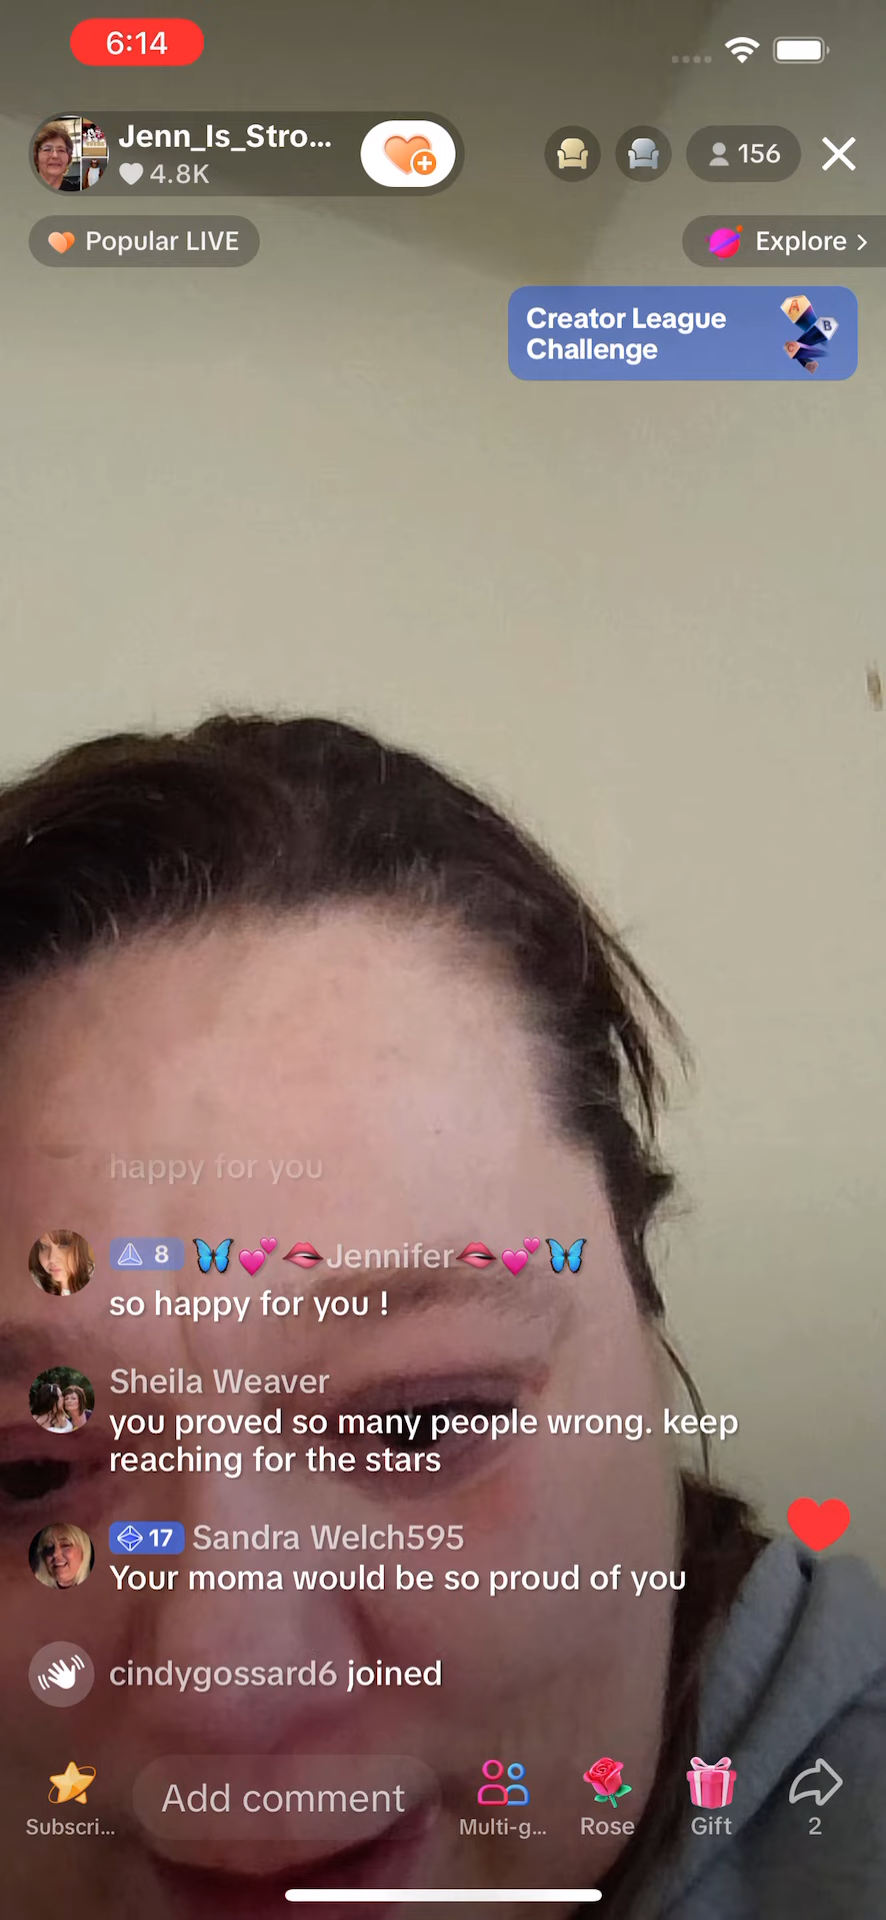 6:14
Jenn_Is_Stro...
4.8K
156
Popular LIVE
Explore >
Creator League
Challenge
A
B
C
happy for you
8 🦋💕👄Jennifer👄💕🦋
so happy for you !
Sheila Weaver
you proved so many people wrong. keep
reaching for the stars
17 Sandra Welch595
Your moma would be so proud of you
cindygossard6 joined
Subscri...
Add comment
Multi-g...
Rose
Gift
2